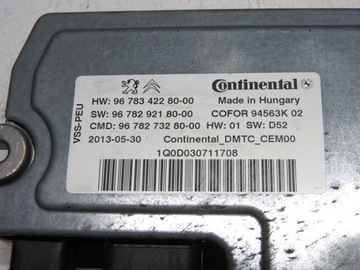 Continental
HW: 96 783 422 80-00 Made in Hungary
SW: 96 782 921 80-00 COFOR 94563K 02
CMD: 96 782 732 80-00 HW: 01 SW: D52
2013-05-30 Continental_DMTC_CEM00
1Q0D030711708
VSS-PEU